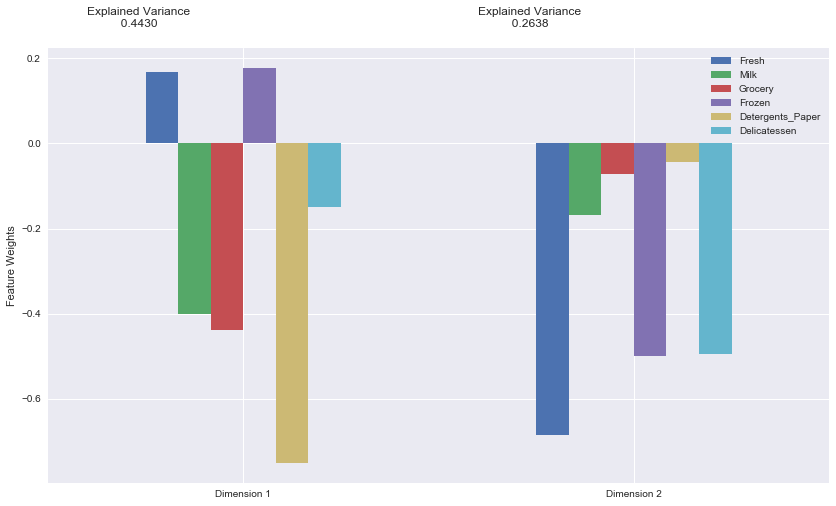 Explained Variance
0.4430
Explained Variance
0.2638
Fresh
Milk
Grocery
Frozen
Detergents_Paper
Delicatessen
Feature Weights
0.2
0.0
−0.2
−0.4
−0.6
Dimension 1
Dimension 2